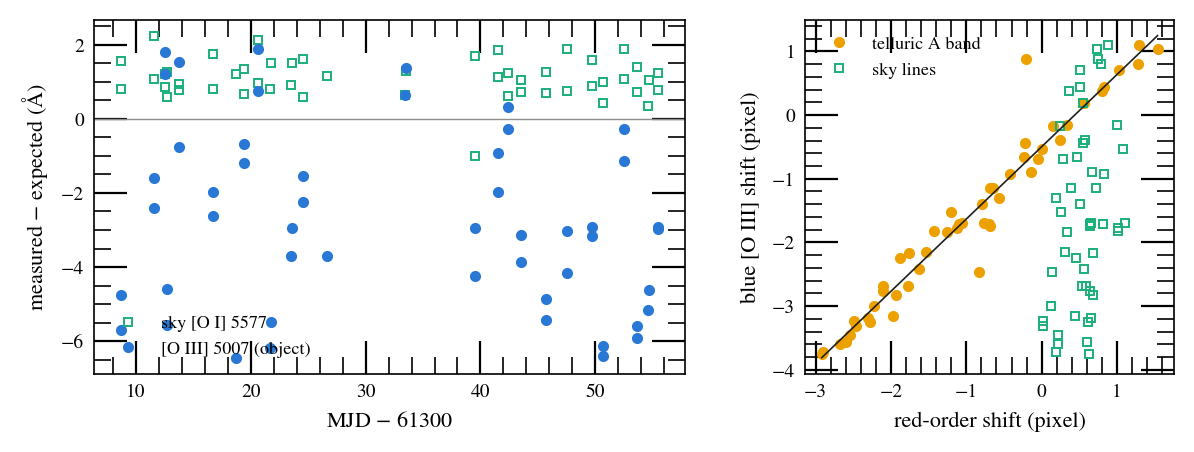 2
0
−2
−4
−6
10
20
30
40
50
measured − expected (Å)
MJD − 61300
sky [O I] 5577
[O III] 5007 (object)
1
0
−1
−2
−3
−4
−3
−2
−1
0
1
blue [O III] shift (pixel)
red-order shift (pixel)
telluric A band
sky lines